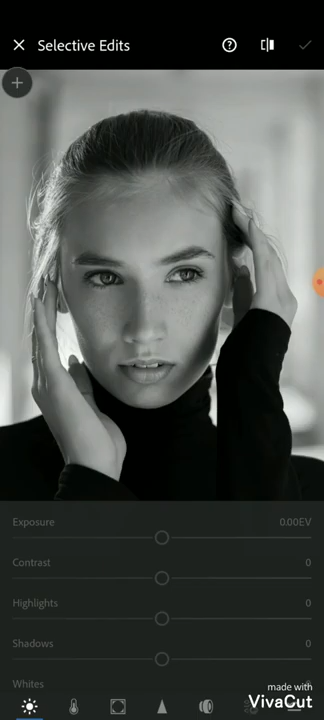 Selective Edits
Exposure 0.00EV
Contrast 0
Highlights 0
Shadows 0
Whites
made with
VivaCut